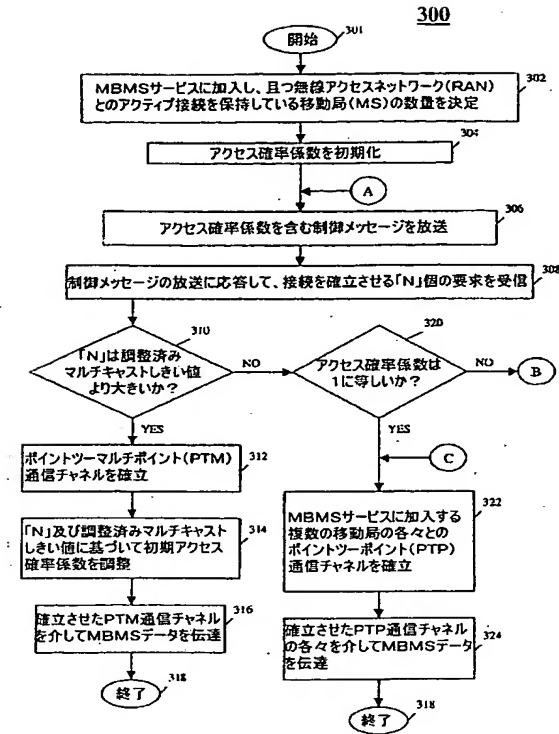 300
開始
301
MBMSサービスに加入し、且つ無線アクセスネットワーク(RAN)
とのアクティブ接続を保持している移動局(MS)の数量を決定
302
アクセス確率係数を初期化
304
A
アクセス確率係数を含む制御メッセージを放送
306
制御メッセージの放送に応答して、接続を確立させる「N」個の要求を受信
308
310
「N」は調整済み
マルチキャストしきい値
より大きいか?
NO
320
アクセス確率係数は
1に等しいか?
NO
B
YES
YES
C
ポイントツーマルチポイント(PTM)
通信チャネルを確立
312
「N」及び調整済みマルチキャスト
しきい値に基づいて初期アクセス
確率係数を調整
314
確立させたPTM通信チャネル
を介してMBMSデータを伝達
316
終了
318
MBMSサービスに加入する
複数の移動局の各々との
ポイントツーポイント(PTP)
通信チャネルを確立
322
確立させたPTP通信チャネル
の各々を介してMBMSデータ
を伝達
324
終了
318